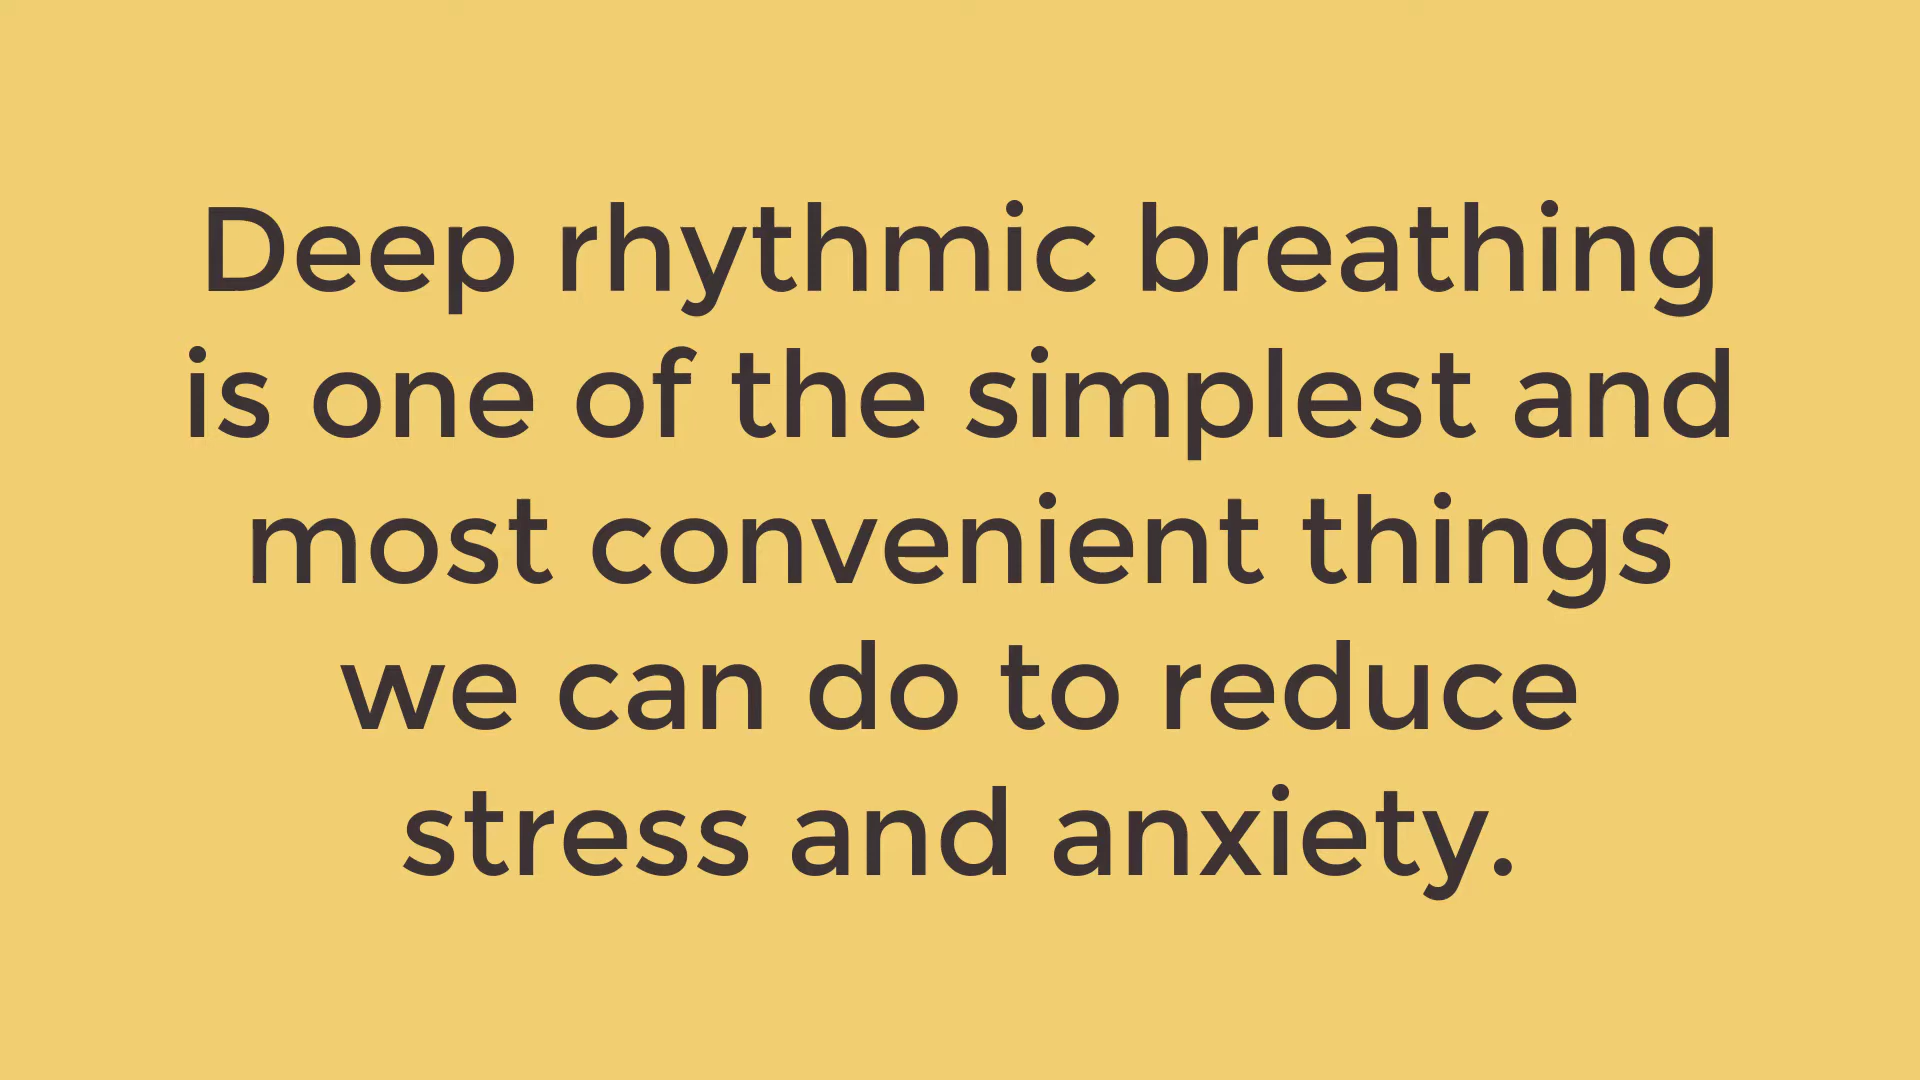 Deep rhythmic breathing
is one of the simplest and
most convenient things
we can do to reduce
stress and anxiety.